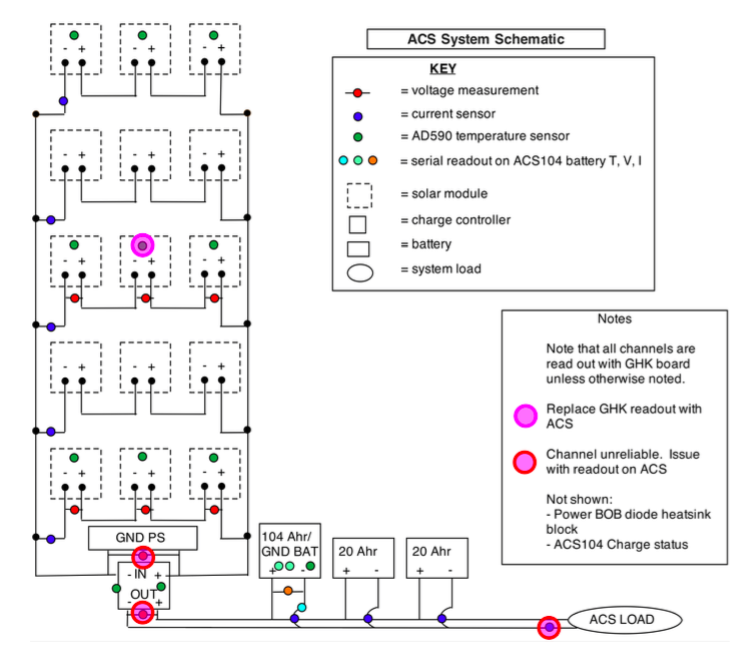 ACS System Schematic
KEY
= voltage measurement
= current sensor
= AD590 temperature sensor
= serial readout on ACS104 battery T, V, I
= solar module
= charge controller
= battery
= system load
- + - + - +
- + - + - +
- + - + - +
- + - + - +
- + - + - +
Notes
Note that all channels are
read out with GHK board
unless otherwise noted.
Replace GHK readout with
ACS
Channel unreliable. Issue
with readout on ACS
Not shown:
- Power BOB diode heatsink
block
- ACS104 Charge status
GND PS
- IN +
OUT
- +
104 Ahr/
GND BAT
+ -
20 Ahr
+ -
20 Ahr
+ -
ACS LOAD